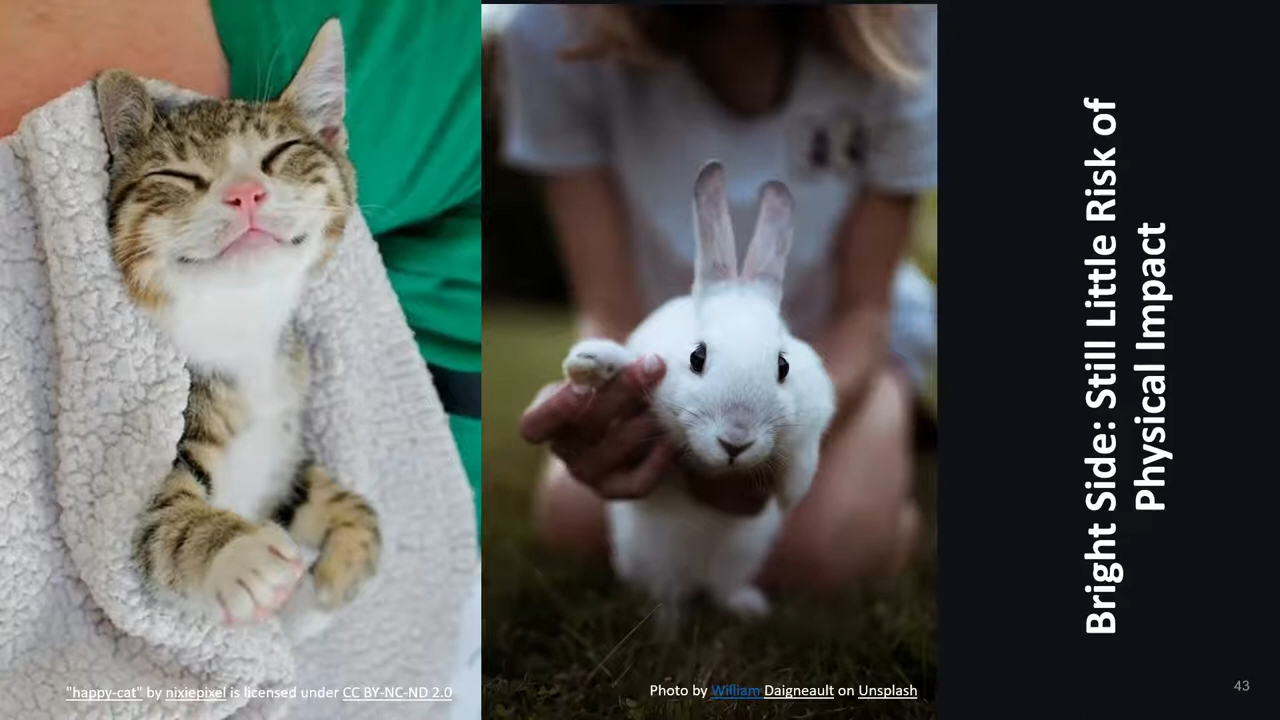 Bright Side: Still Little Risk of
Physical Impact
"happy-cat" by nixiepixel is licensed under CC BY-NC-ND 2.0
Photo by William Daigneault on Unsplash
43